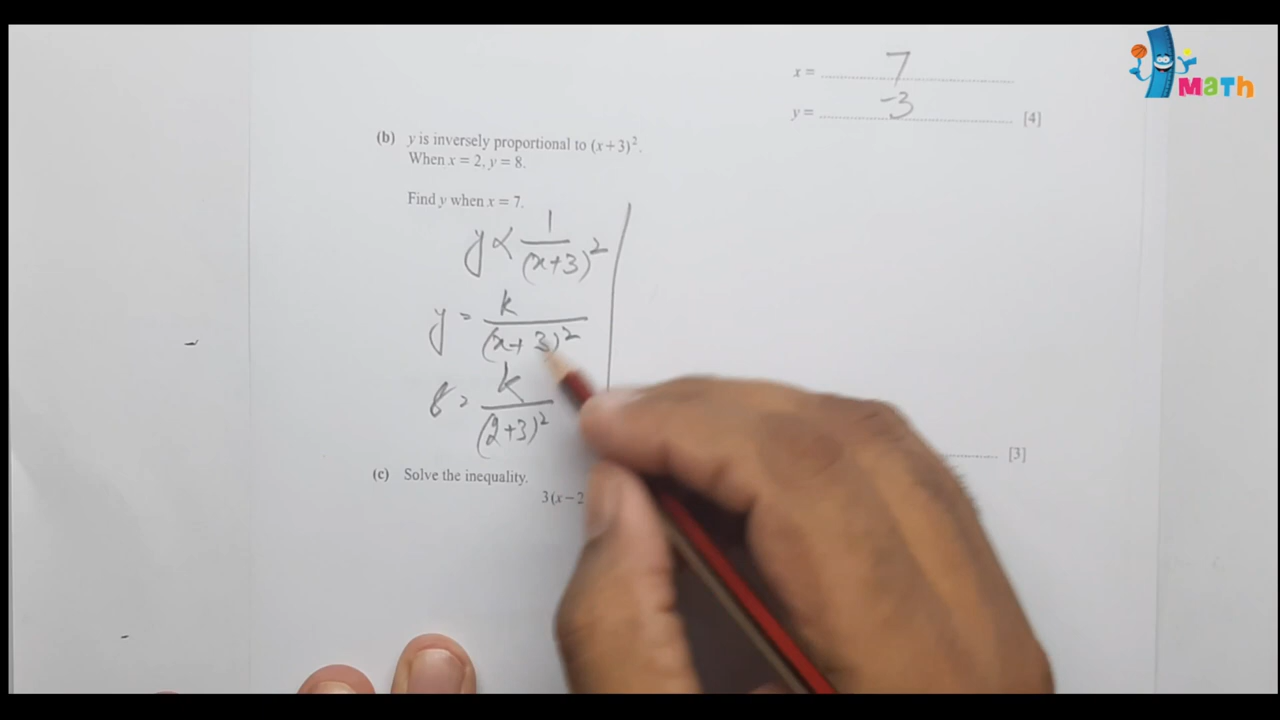 MATH
x = 7
y = -3 [4]
(b) y is inversely proportional to (x+3)².
When x = 2, y = 8.
Find y when x = 7.
y ∝ 1/(x+3)²
y = k/(x+3)²
8 = k/(2+3)²
[3]
(c) Solve the inequality.
3(x−2